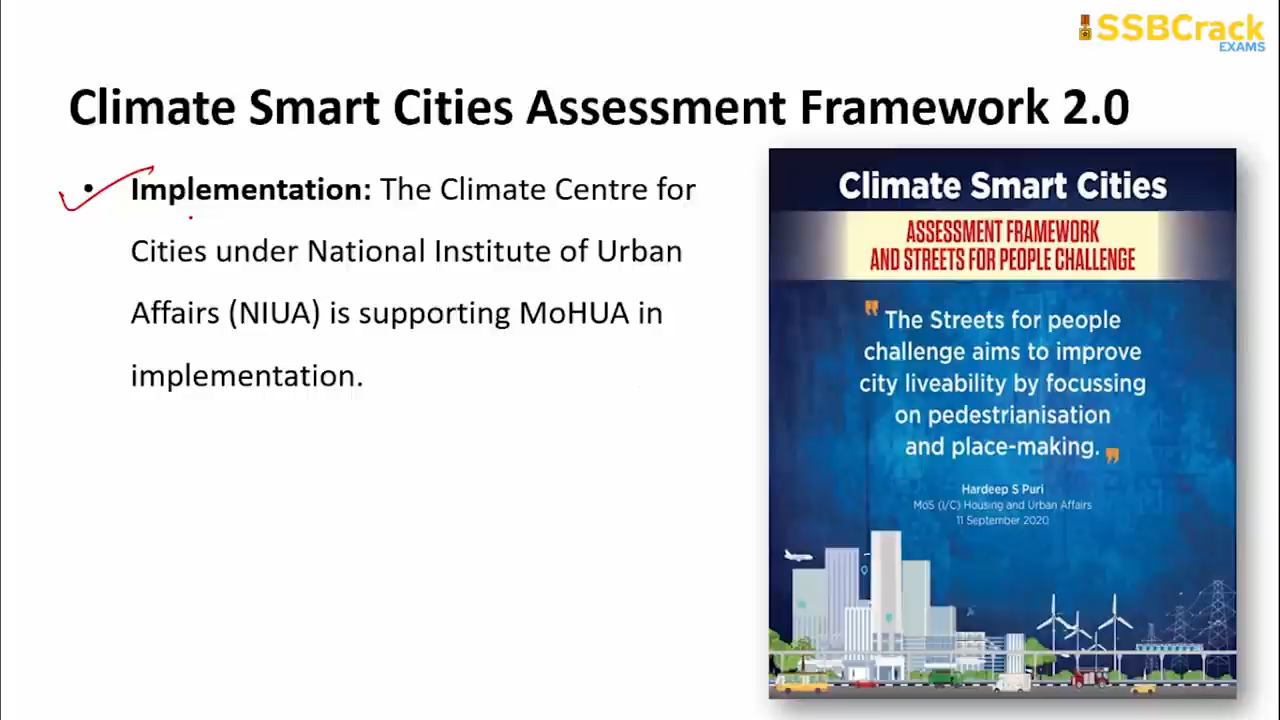 SSBCrack
EXAMS
Climate Smart Cities Assessment Framework 2.0
• Implementation: The Climate Centre for
Cities under National Institute of Urban
Affairs (NIUA) is supporting MoHUA in
implementation.
Climate Smart Cities
ASSESSMENT FRAMEWORK
AND STREETS FOR PEOPLE CHALLENGE
"The Streets for people
challenge aims to improve
city liveability by focussing
on pedestrianisation
and place-making."
Hardeep S Puri
MoS (I/C) Housing and Urban Affairs
11 September 2020